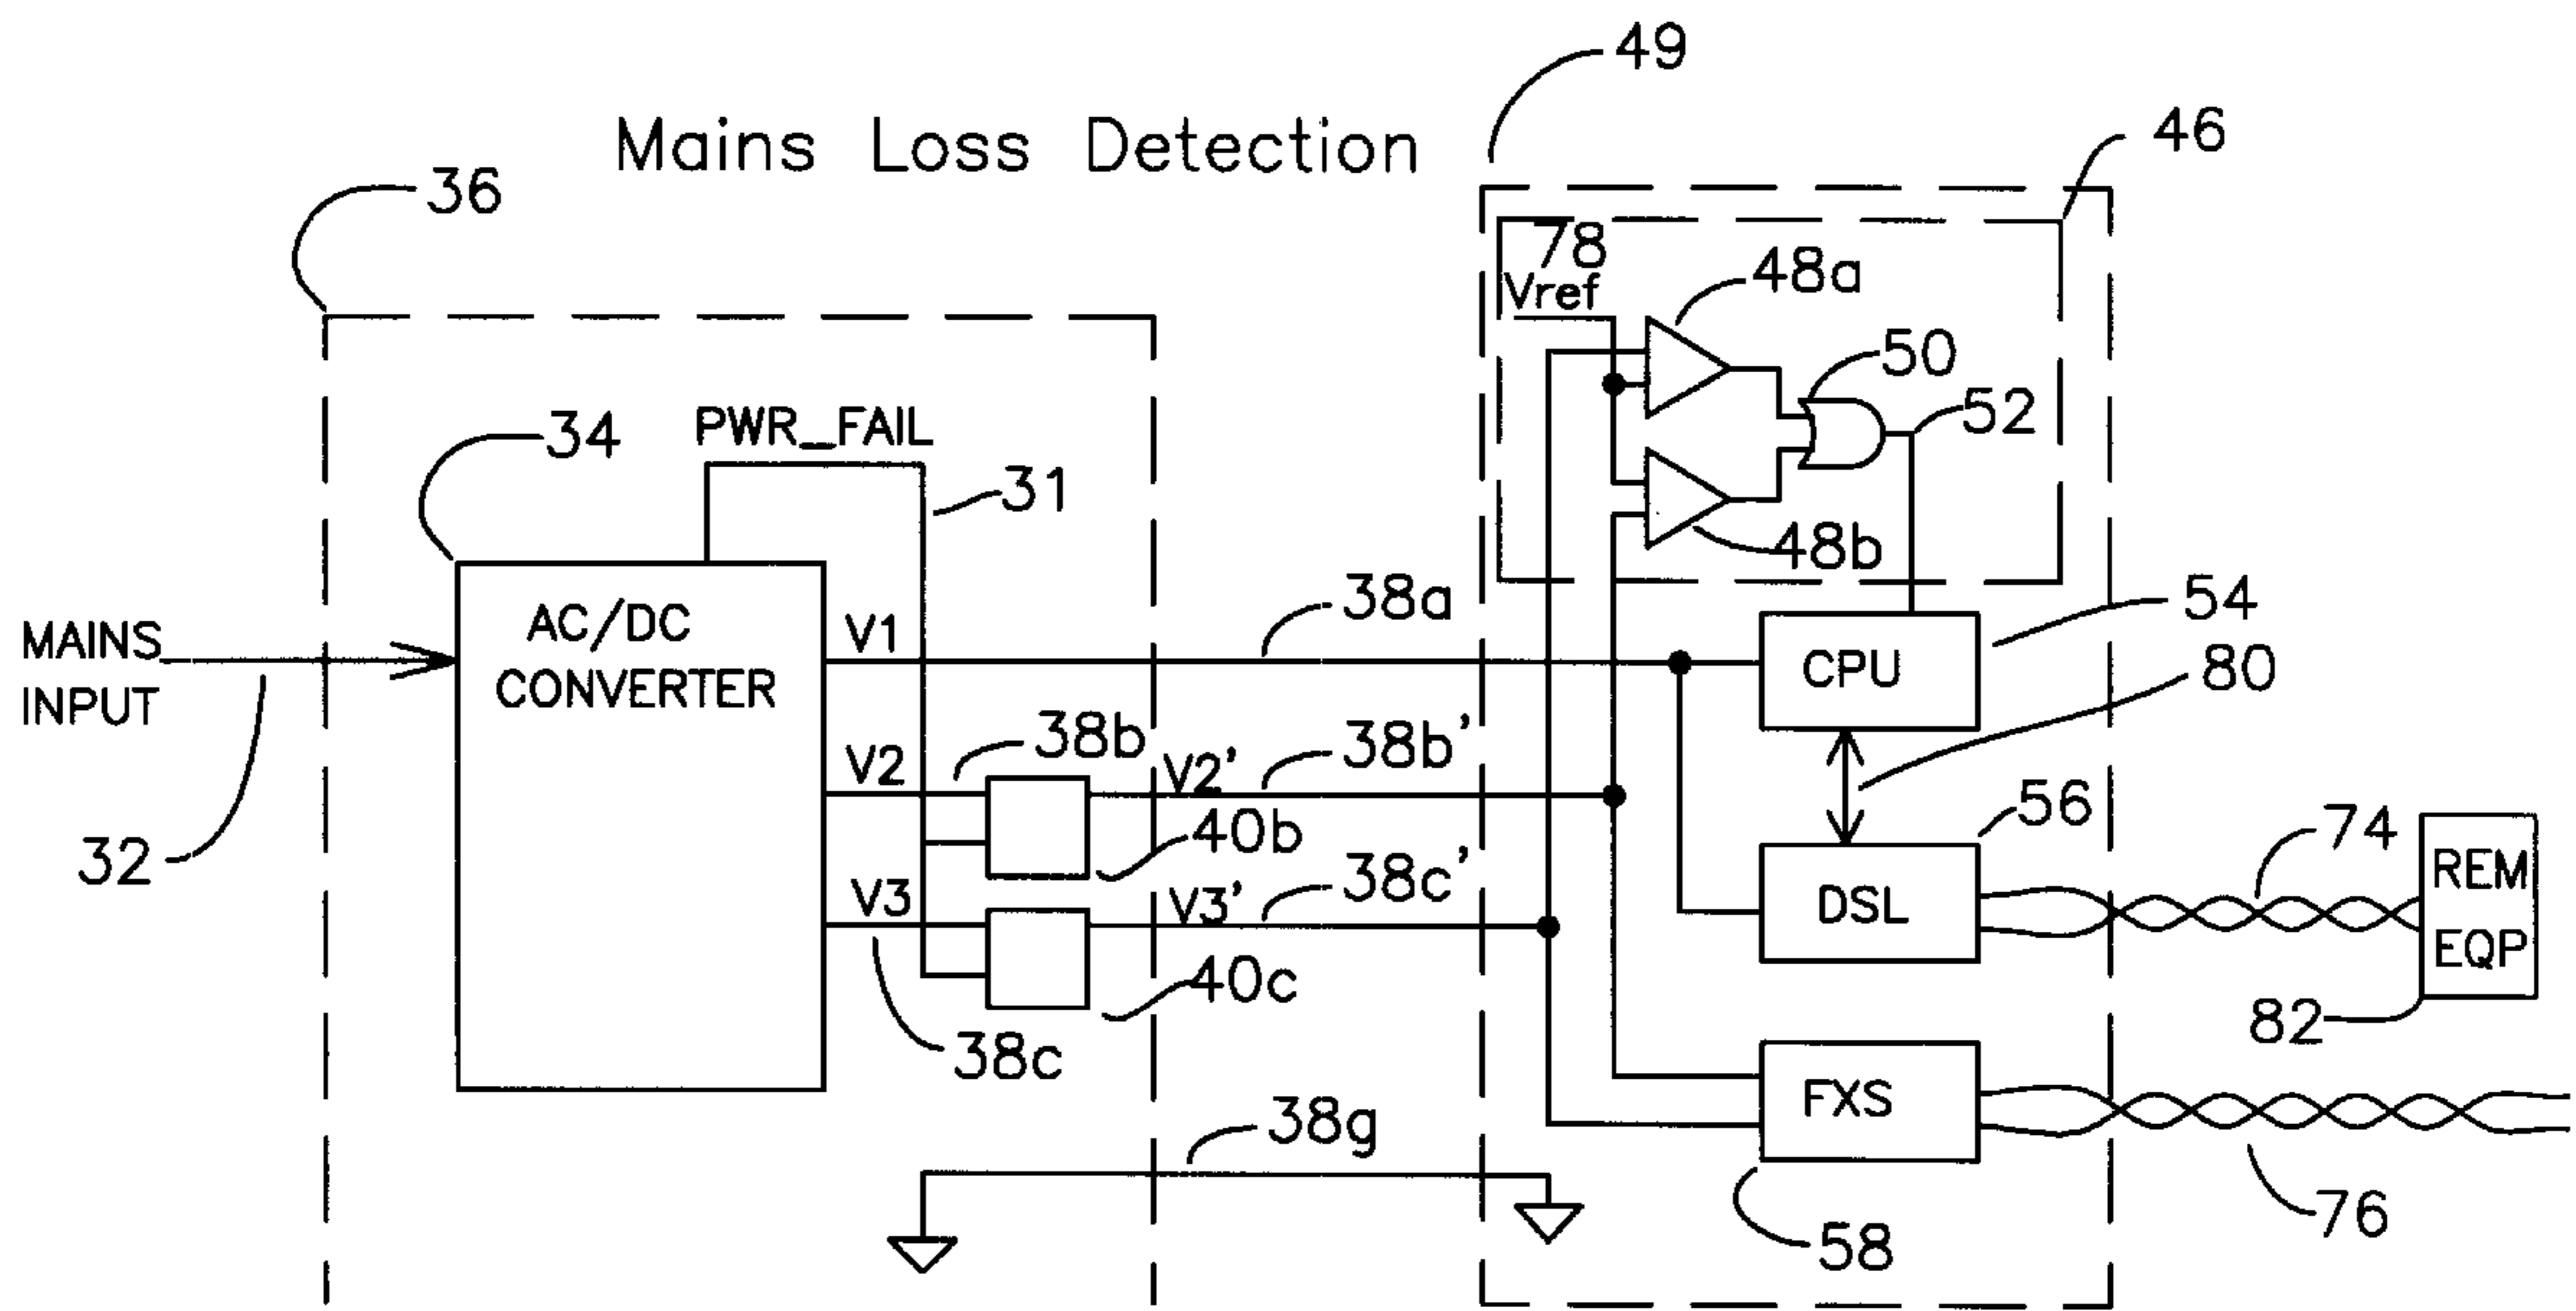 49
Mains Loss Detection
46
36
78
48a
Vref
50
34
PWR_FAIL
52
31
48b
38a
54
MAINS
INPUT
AC/DC
CONVERTER
V1
CPU
80
38b
38b'
V2
V2'
56
74
32
40b
38c'
REM
EQP
V3
V3'
DSL
40c
82
38c
FXS
38g
58
76